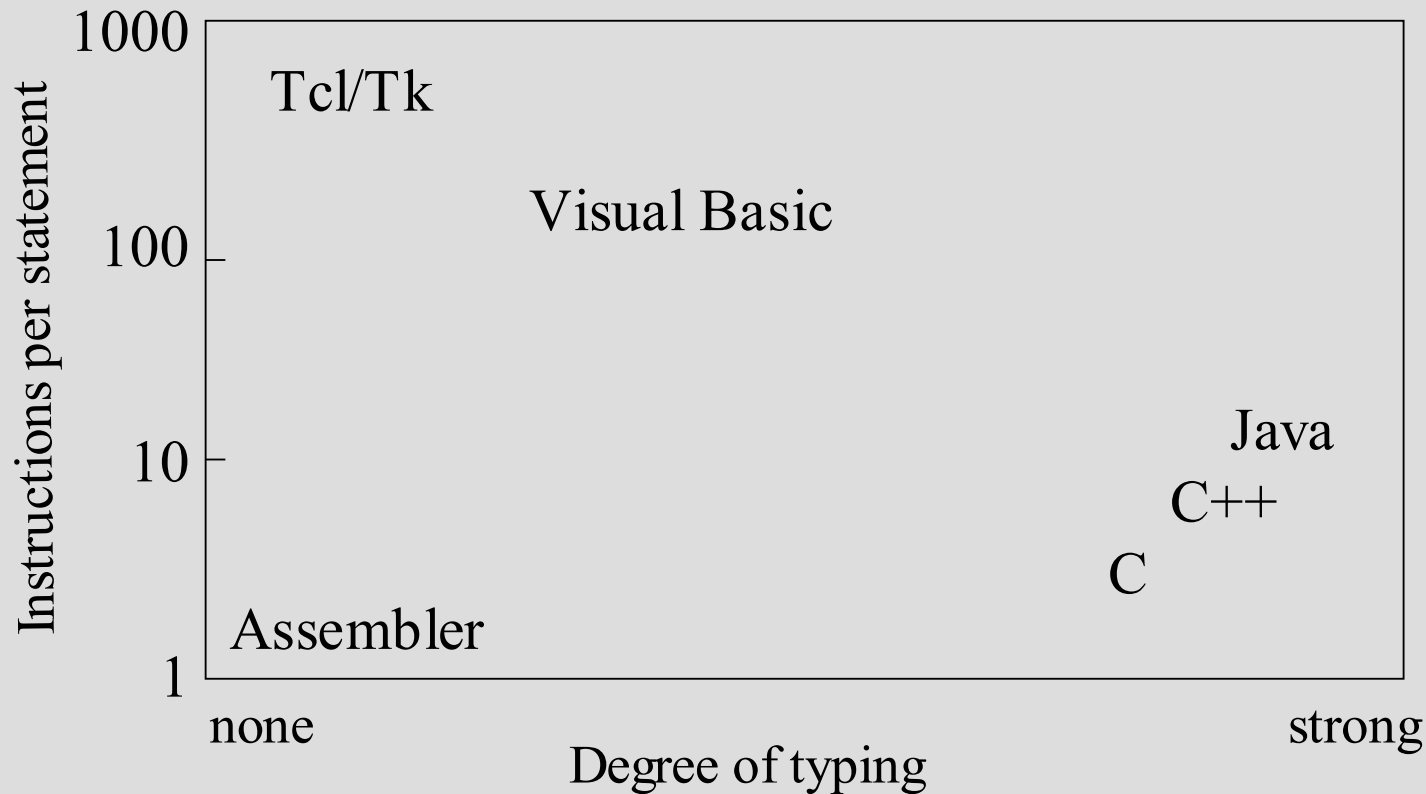 1000
Tcl/Tk
Visual Basic
100
Instructions per statement
Java
10
C++
C
Assembler
1
none
strong
Degree of typing